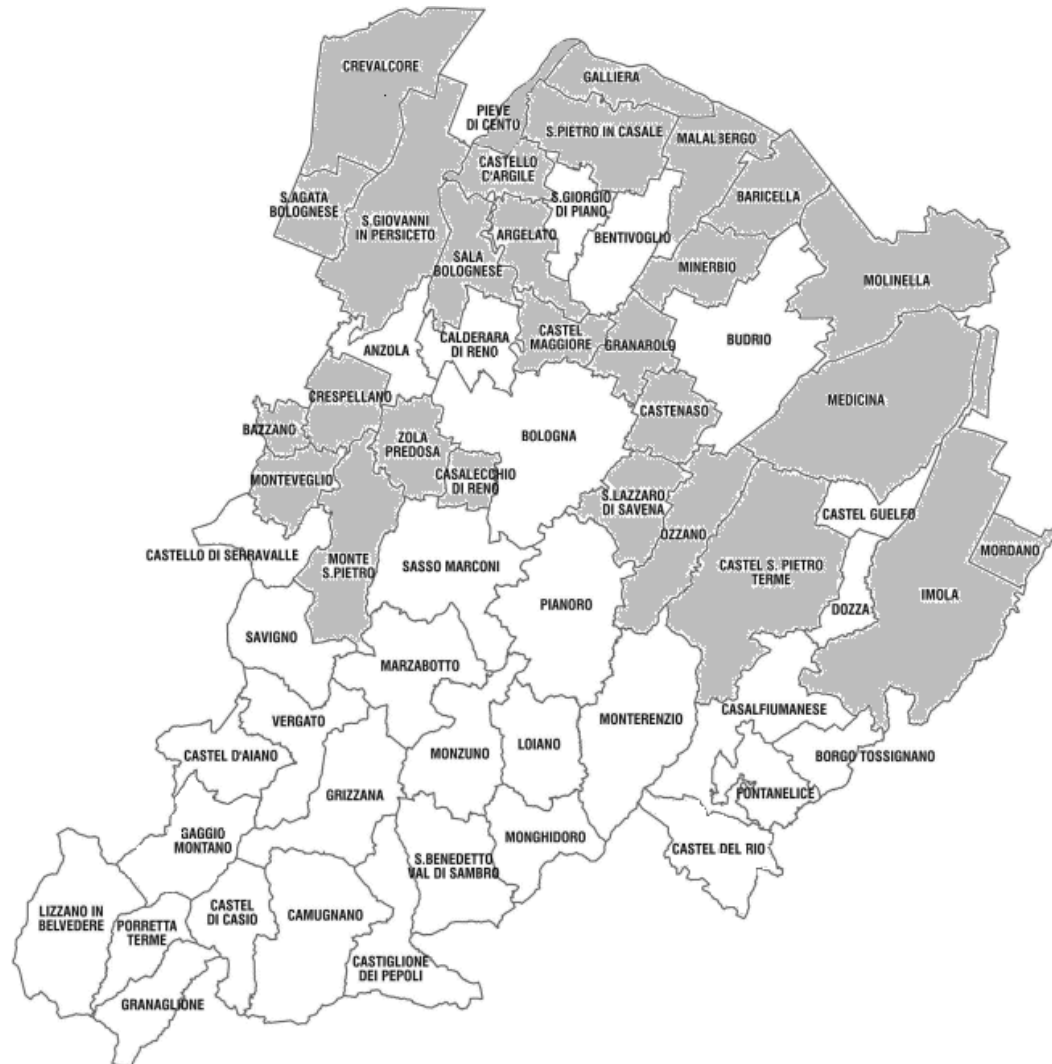 CREVALCORE
GALLIERA
PIEVE
DI CENTO
S.PIETRO IN CASALE
MALALBERGO
CASTELLO
C'ARGILE
S.AGATA
BOLOGNESE
S.GIORGIO
DI PIANO
BARICELLA
S.GIOVANNI
IN PERSICETO
ARGELATO
BENTIVOGLIO
SALA
BOLOGNESE
MINERBIO
MOLINELLA
ANZOLA
CALDERARA
DI RENO
CASTEL
MAGGIORE
GRANAROLO
BUDRIO
CRESPELLANO
MEDICINA
BAZZANO
ZOLA
PREDOSA
BOLOGNA
CASTENASO
MONTEVEGLIO
CASALECCHIO
DI RENO
S.LAZZARO
DI SAVENA
CASTEL GUELFO
OZZANO
CASTELLO DI SERRAVALLE
MONTE
S.PIETRO
SASSO MARCONI
CASTEL S. PIETRO
TERME
MORDANO
IMOLA
PIANORO
DOZZA
SAVIGNO
MARZABOTTO
CASALFIUMANESE
VERGATO
MONTERENZIO
CASTEL D'AIANO
MONZUNO
LOIANO
BORGO TOSSIGNANO
GRIZZANA
FONTANELICE
GAGGIO
MONTANO
MONGHIDORO
CASTEL DEL RIO
S.BENEDETTO
VAL DI SAMBRO
LIZZANO IN
BELVEDERE
CASTEL
DI CASIO
CAMUGNANO
PORRETTA
TERME
CASTIGLIONE
DEI PEPOLI
GRANAGLIONE